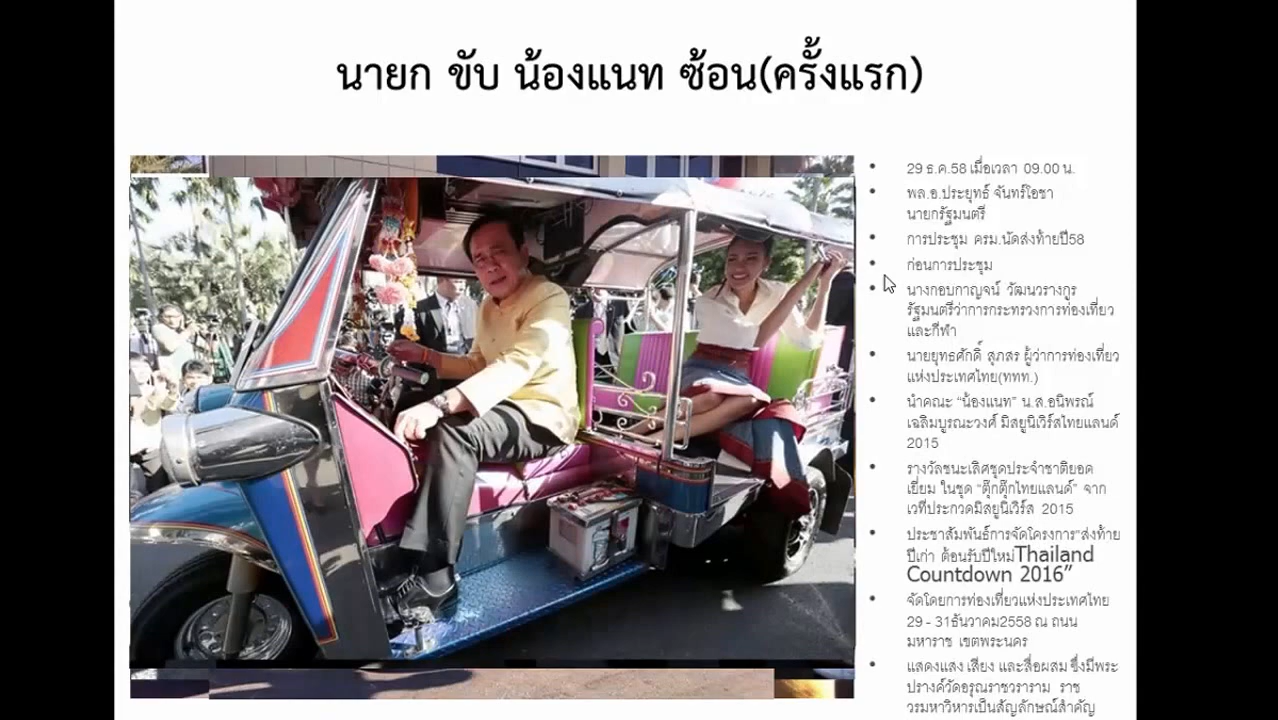 นายก ขับ น้องแนท ซ้อน(ครั้งแรก)
• 29 ธ.ค.58 เมื่อเวลา 09.00 น.
• พล.อ.ประยุทธ์ จันทร์โอชา
นายกรัฐมนตรี
• การประชุม ครม.นัดส่งท้ายปี58
• ก่อนการประชุม
• นางกอบกาญจน์ วัฒนวรางกูร
รัฐมนตรีว่าการกระทรวงการท่องเที่ยว
และกีฬา
• นายยุทธศักดิ์ สุภสร ผู้ว่าการท่องเที่ยว
แห่งประเทศไทย(ททท.)
• นำคณะ “น้องแนท” น.ส.อนิพรณ์
เฉลิมบูรณะวงศ์ มิสยูนิเวิร์สไทยแลนด์
2015
• รางวัลชนะเลิศชุดประจำชาติยอด
เยี่ยม ในชุด “ตุ๊กตุ๊กไทยแลนด์” จาก
เวทีประกวดมิสยูนิเวิร์ส 2015
• ประชาสัมพันธ์การจัดโครงการ“ส่งท้าย
ปีเก่า ต้อนรับปีใหม่Thailand
Countdown 2016”
• จัดโดยการท่องเที่ยวแห่งประเทศไทย
29 - 31ธันวาคม2558 ณ ถนน
มหาราช เขตพระนคร
• แสดงแสง เสียง และสื่อผสม ซึ่งมีพระ
ปรางค์วัดอรุณราชวราราม ราช
วรมหาวิหารเป็นสัญลักษณ์สำคัญ